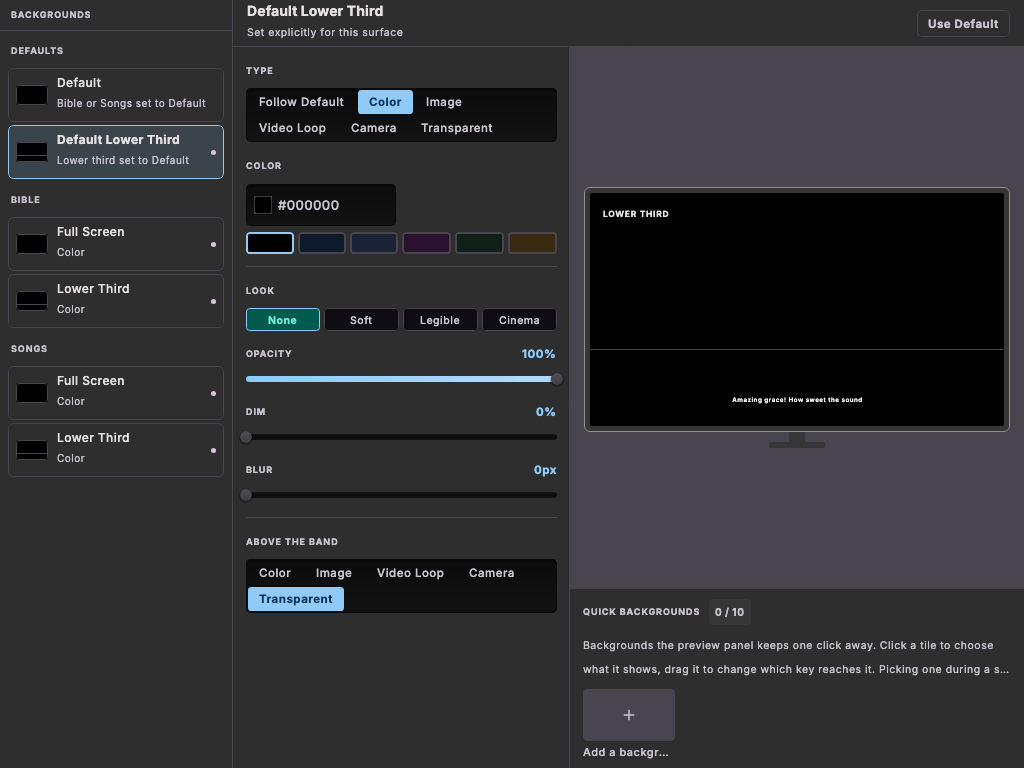 BACKGROUNDS
DEFAULTS
Default
Bible or Songs set to Default
Default Lower Third
Lower third set to Default
BIBLE
Full Screen
Color
Lower Third
Color
SONGS
Full Screen
Color
Lower Third
Color
Default Lower Third
Set explicitly for this surface
Use Default
TYPE
Follow Default Color Image
Video Loop Camera Transparent
COLOR
#000000
LOOK
None Soft Legible Cinema
OPACITY 100%
DIM 0%
BLUR 0px
ABOVE THE BAND
Color Image Video Loop Camera
Transparent
LOWER THIRD
Amazing grace! How sweet the sound
QUICK BACKGROUNDS 0 / 10
Backgrounds the preview panel keeps one click away. Click a tile to choose
what it shows, drag it to change which key reaches it. Picking one during a s...
+
Add a backgr...